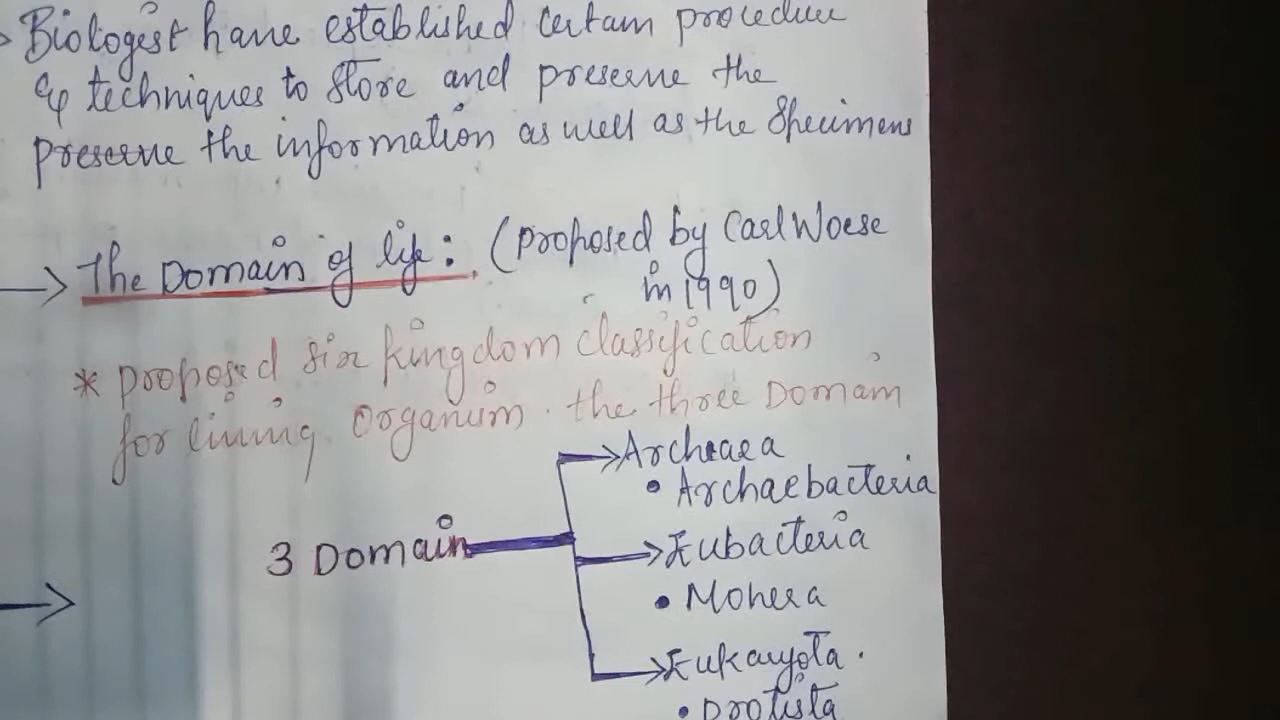 Biologist have established certain procedure
& techniques to store and preserve the
preserve the information as well as the specimens
The Domain of life: (proposed by Carl Woese
in 1990)
* proposed six kingdom classification
for living organism. the three Domain
Archaea
• Archaebacteria
3 Domain
Eubacteria
• Monera
Eukaryota.
• protista